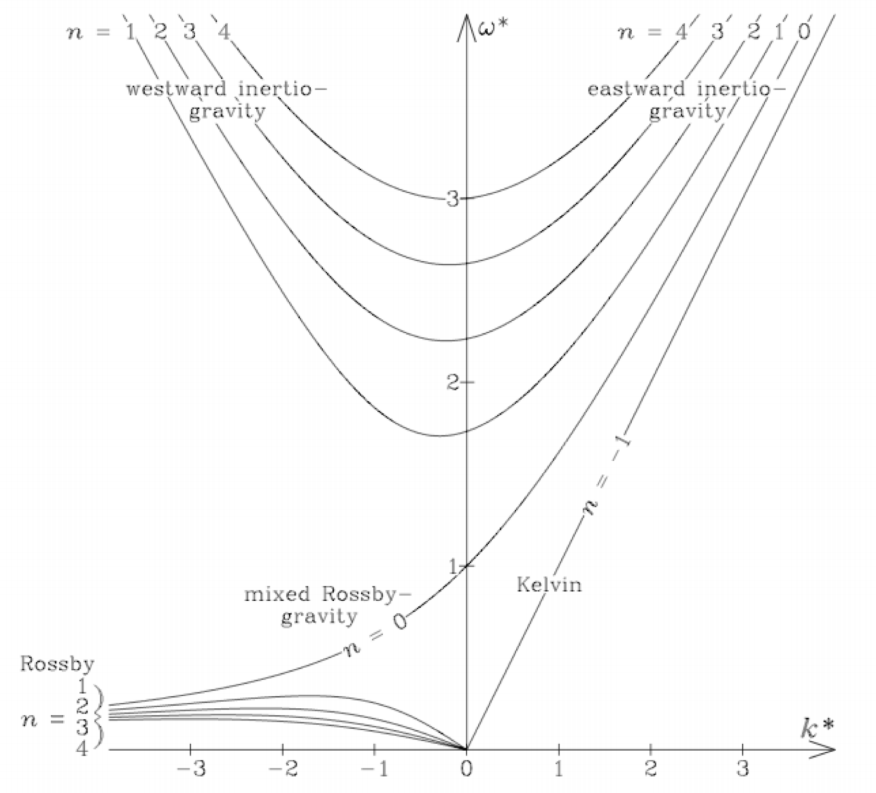 n = 1 2 3 4
ω*
n = 4 3 2 1 0
westward inertio-
gravity
eastward inertio-
gravity
3
2
n = -1
1
Kelvin
mixed Rossby-
gravity
n = 0
Rossby
1
2
n =
3
4
k*
-3 -2 -1 0 1 2 3